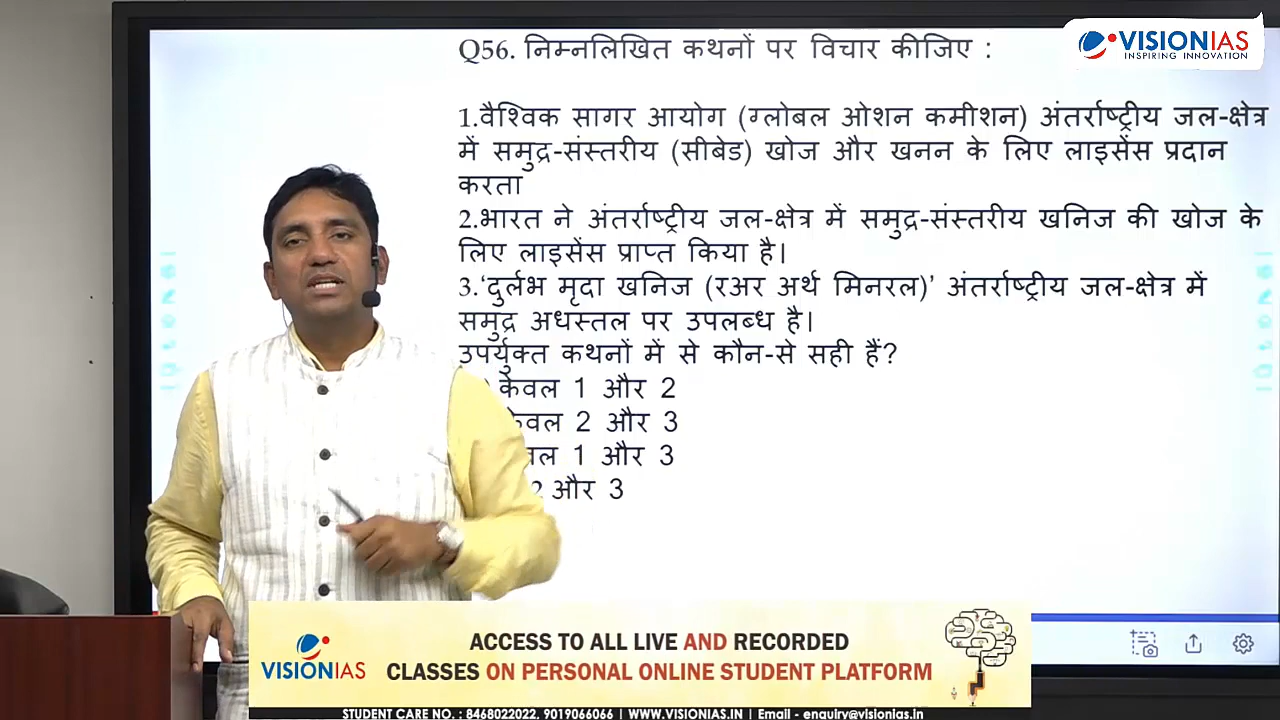 VISIONIAS
INSPIRING INNOVATION
Q56. निम्नलिखित कथनों पर विचार कीजिए :
1.वैश्विक सागर आयोग (ग्लोबल ओशन कमीशन) अंतर्राष्ट्रीय जल-क्षेत्र
में समुद्र-संस्तरीय (सीबेड) खोज और खनन के लिए लाइसेंस प्रदान
करता
2.भारत ने अंतर्राष्ट्रीय जल-क्षेत्र में समुद्र-संस्तरीय खनिज की खोज के
लिए लाइसेंस प्राप्त किया है।
3.‘दुर्लभ मृदा खनिज (रअर अर्थ मिनरल)’ अंतर्राष्ट्रीय जल-क्षेत्र में
समुद्र अधस्तल पर उपलब्ध है।
उपर्युक्त कथनों में से कौन-से सही हैं?
केवल 1 और 2
2 और 3
1 और 3
2 और 3
VISIONIAS
ACCESS TO ALL LIVE AND RECORDED
CLASSES ON PERSONAL ONLINE STUDENT PLATFORM
STUDENT CARE NO. : 8468022022, 9019066066 | WWW.VISIONIAS.IN | Email - enquiry@visionias.in